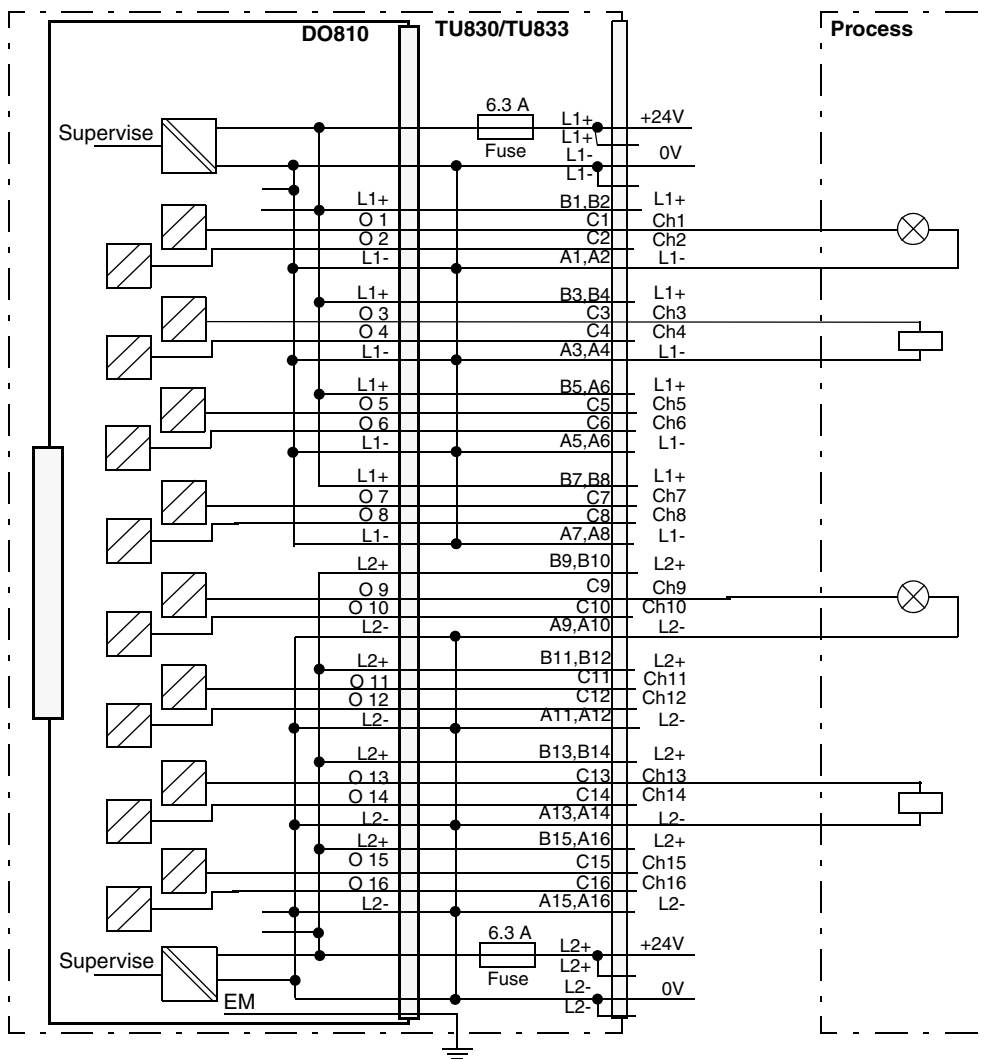 DO810 TU830/TU833 Process
6.3 A
Supervise L1+ +24V
L1+
Fuse L1- 0V
L1-
L1+ B1,B2 L1+
O 1 C1 Ch1
O 2 C2 Ch2
L1- A1,A2 L1-
L1+ B3,B4 L1+
O 3 C3 Ch3
O 4 C4 Ch4
L1- A3,A4 L1-
L1+ B5,A6 L1+
O 5 C5 Ch5
O 6 C6 Ch6
L1- A5,A6 L1-
L1+ B7,B8 L1+
O 7 C7 Ch7
O 8 C8 Ch8
L1- A7,A8 L1-
L2+ B9,B10 L2+
O 9 C9 Ch9
O 10 C10 Ch10
L2- A9,A10 L2-
L2+ B11,B12 L2+
O 11 C11 Ch11
O 12 C12 Ch12
L2- A11,A12 L2-
L2+ B13,B14 L2+
O 13 C13 Ch13
O 14 C14 Ch14
L2- A13,A14 L2-
L2+ B15,A16 L2+
O 15 C15 Ch15
O 16 C16 Ch16
L2- A15,A16 L2-
6.3 A
Supervise L2+ +24V
L2+
Fuse L2- 0V
EM L2-